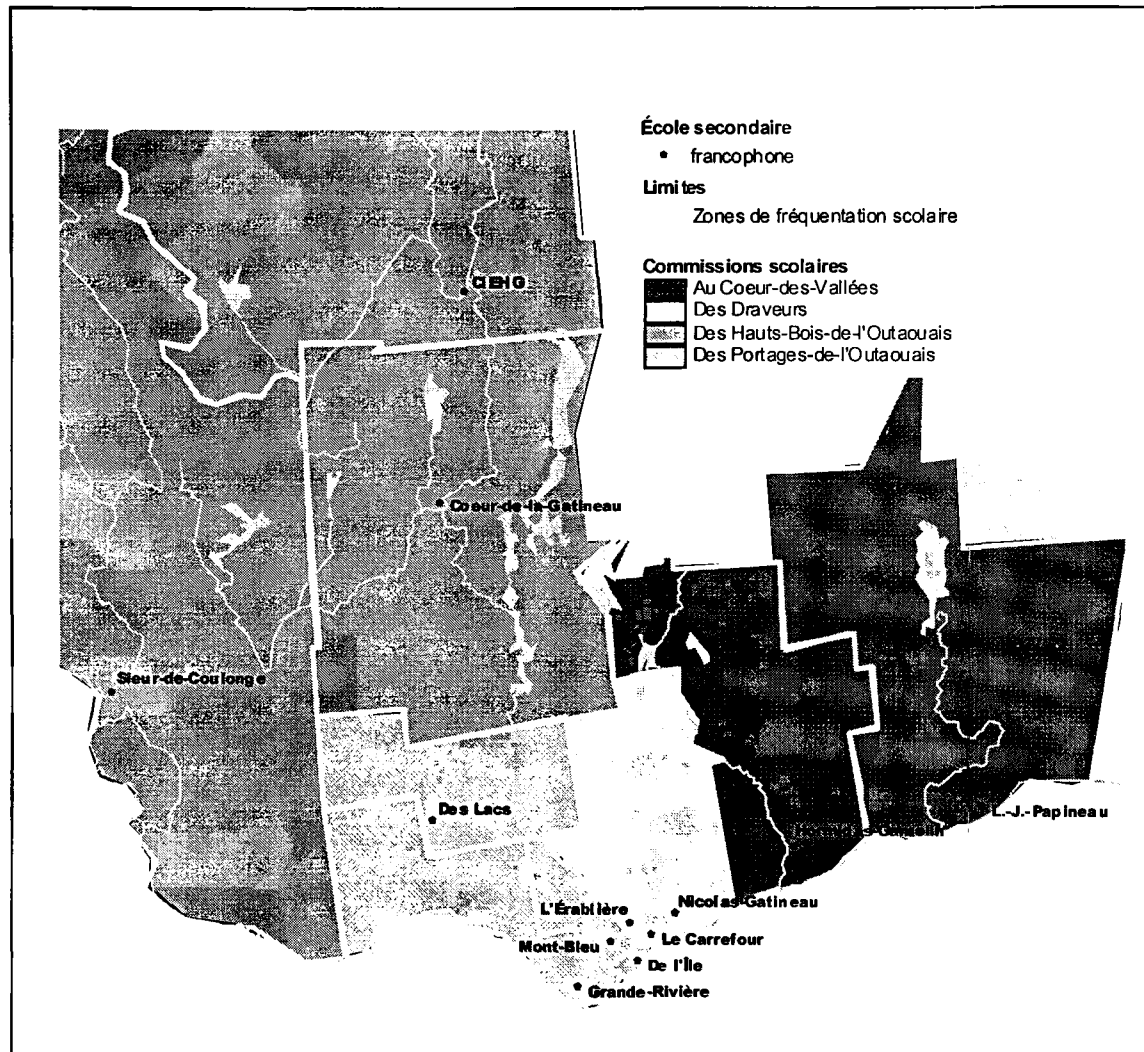 École secondaire
francophone
Limites
Zones de fréquentation scolaire
Commissions scolaires
Au Coeur-des-Vallées
Des Draveurs
Des Hauts-Bois-de-l'Outaouais
Des Portages-de-l'Outaouais
CIEHG
Coeur-de-la-Gatineau
Sieur-de-Coulonge
Des Lacs
L.-J.-Papineau
Nicolas-Gatineau
L'Érablière
Le Carrefour
Mont-Bleu
De l'Île
Grande-Rivière